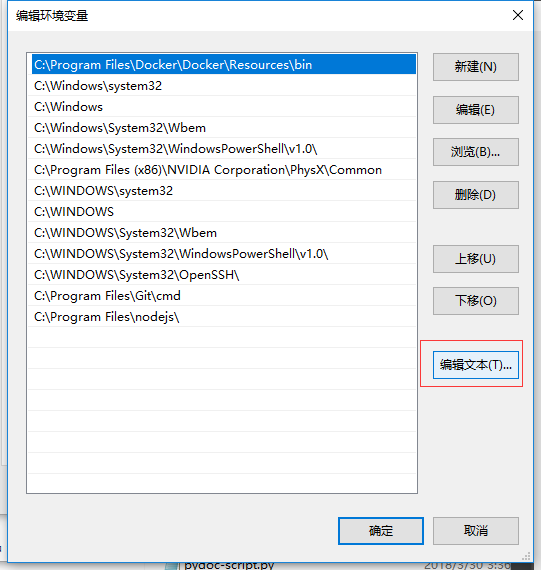 编辑环境变量
C:\Program Files\Docker\Docker\Resources\bin
C:\Windows\system32
C:\Windows
C:\Windows\System32\Wbem
C:\Windows\System32\WindowsPowerShell\v1.0\
C:\Program Files (x86)\NVIDIA Corporation\PhysX\Common
C:\WINDOWS\system32
C:\WINDOWS
C:\WINDOWS\System32\Wbem
C:\WINDOWS\System32\WindowsPowerShell\v1.0\
C:\WINDOWS\System32\OpenSSH\
C:\Program Files\Git\cmd
C:\Program Files\nodejs\
新建(N)
编辑(E)
浏览(B)...
删除(D)
上移(U)
下移(O)
编辑文本(T)...
确定
取消
pydoc-script.py
2018/3/30 3:36